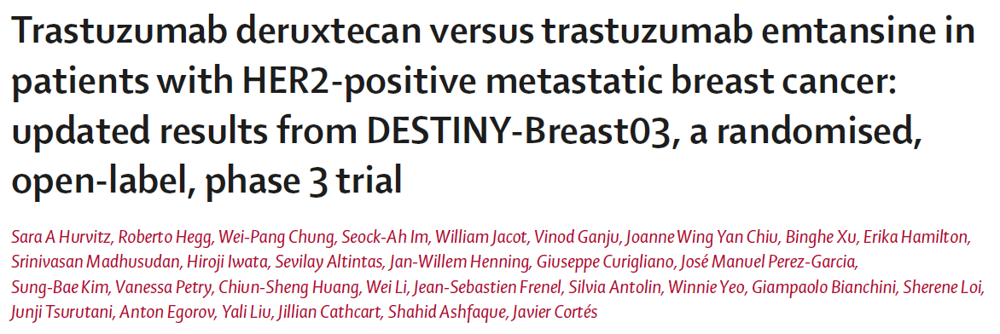 Trastuzumab deruxtecan versus trastuzumab emtansine in
patients with HER2-positive metastatic breast cancer:
updated results from DESTINY-Breast03, a randomised,
open-label, phase 3 trial
Sara A Hurvitz, Roberto Hegg, Wei-Pang Chung, Seock-Ah Im, William Jacot, Vinod Ganju, Joanne Wing Yan Chiu, Binghe Xu, Erika Hamilton,
Srinivasan Madhusudan, Hiroji Iwata, Sevilay Altintas, Jan-Willem Henning, Giuseppe Curigliano, José Manuel Perez-Garcia,
Sung-Bae Kim, Vanessa Petry, Chiun-Sheng Huang, Wei Li, Jean-Sebastien Frenel, Silvia Antolin, Winnie Yeo, Giampaolo Bianchini, Sherene Loi,
Junji Tsurutani, Anton Egorov, Yali Liu, Jillian Cathcart, Shahid Ashfaque, Javier Cortés